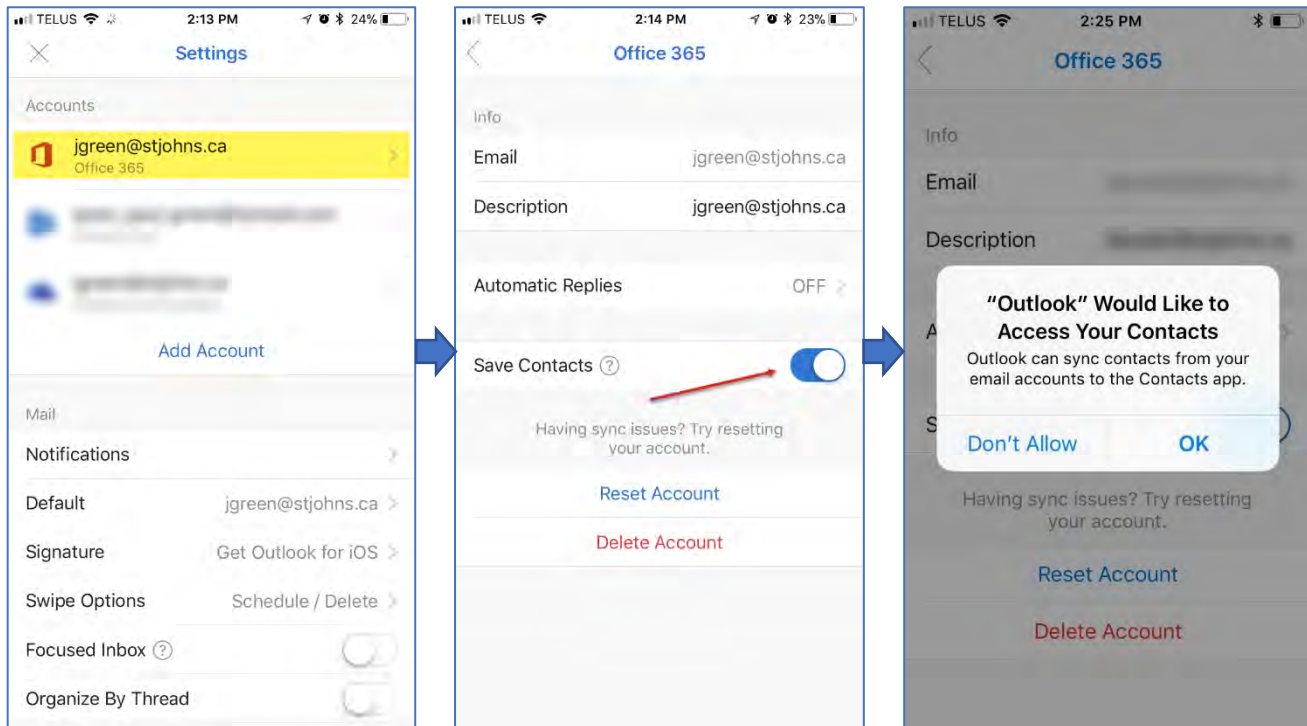 TELUS 2:13 PM 24%
Settings
Accounts
jgreen@stjohns.ca
Office 365
Add Account
Mail
Notifications
Default jgreen@stjohns.ca
Signature Get Outlook for iOS
Swipe Options Schedule / Delete
Focused Inbox ?
Organize By Thread
TELUS 2:14 PM 23%
Office 365
Info
Email jgreen@stjohns.ca
Description jgreen@stjohns.ca
Automatic Replies OFF
Save Contacts ?
Having sync issues? Try resetting
your account.
Reset Account
Delete Account
TELUS 2:25 PM
Office 365
Info
Email
Description
A
“Outlook” Would Like to
Access Your Contacts
Outlook can sync contacts from your
email accounts to the Contacts app.
S
Don't Allow OK
Having sync issues? Try resetting
your account.
Reset Account
Delete Account